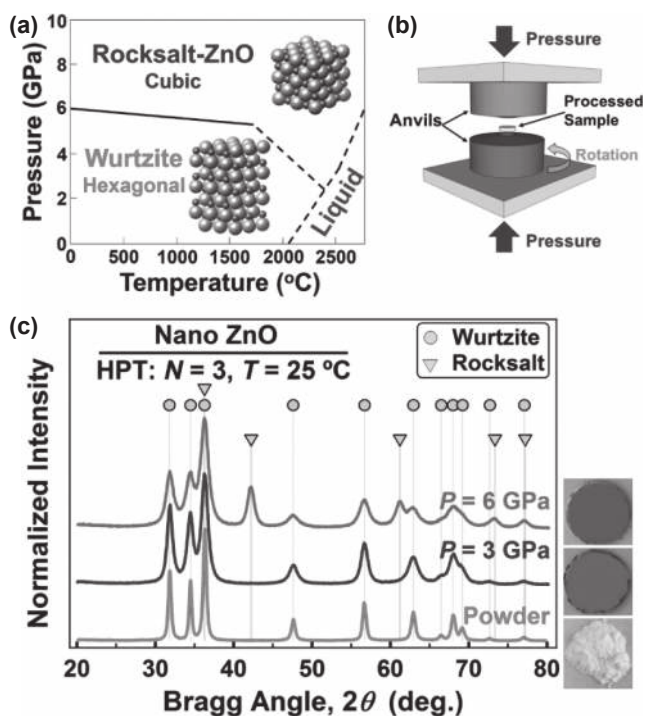 (a)
10
8
6
4
2
0
Pressure (GPa)
Rocksalt-ZnO
Cubic
Wurtzite
Hexagonal
Liquid
0 500 1000 1500 2000 2500
Temperature (ºC)
(b)
Pressure
Anvils
Processed
Sample
Rotation
Pressure
(c)
Nano ZnO
HPT: N = 3, T = 25 ºC
Wurtzite
Rocksalt
Normalized Intensity
P = 6 GPa
P = 3 GPa
Powder
20 30 40 50 60 70 80
Bragg Angle, 2θ (deg.)